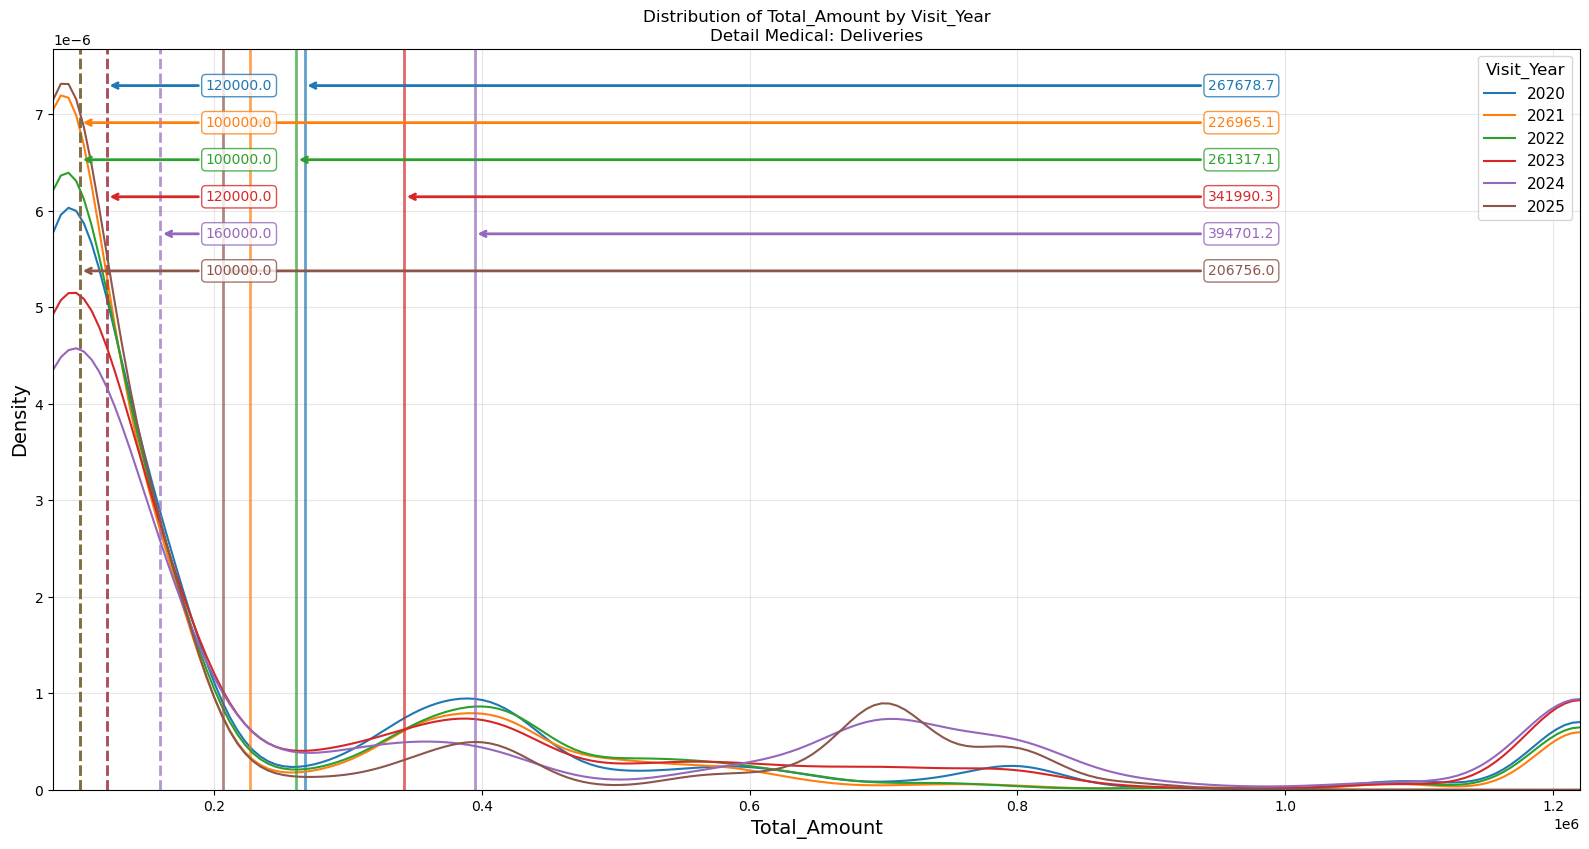 Distribution of Total_Amount by Visit_Year
Detail Medical: Deliveries
1e−6
Visit_Year
2020
2021
2022
2023
2024
2025
120000.0 267678.7
100000.0 226965.1
100000.0 261317.1
120000.0 341990.3
160000.0 394701.2
100000.0 206756.0
7
6
5
4
3
2
1
0
Density
0.2 0.4 0.6 0.8 1.0 1.2
1e6
Total_Amount